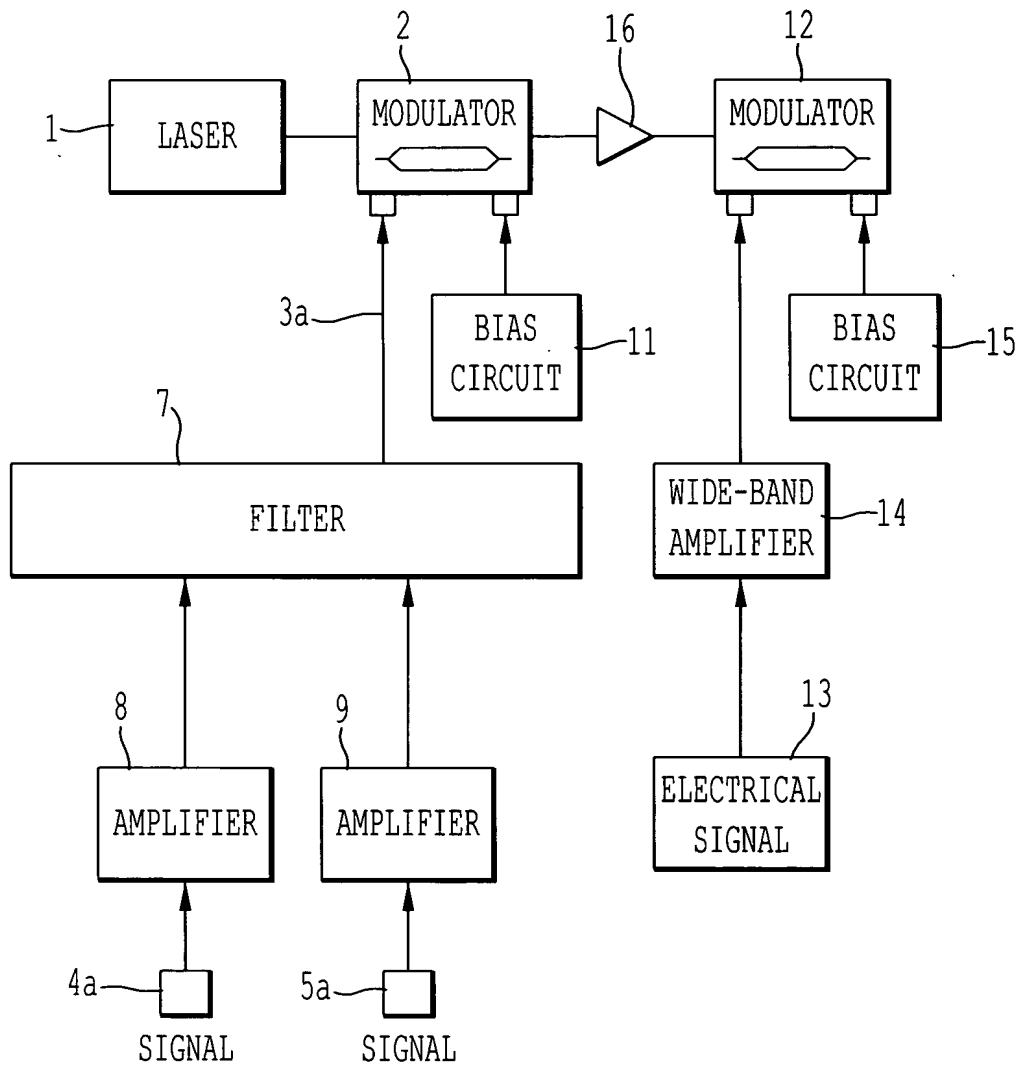 2
16
12
1
LASER
MODULATOR
MODULATOR
3a
BIAS
CIRCUIT
11
BIAS
CIRCUIT
15
7
FILTER
WIDE-BAND
AMPLIFIER
14
8
9
13
AMPLIFIER
AMPLIFIER
ELECTRICAL
SIGNAL
4a
5a
SIGNAL
SIGNAL